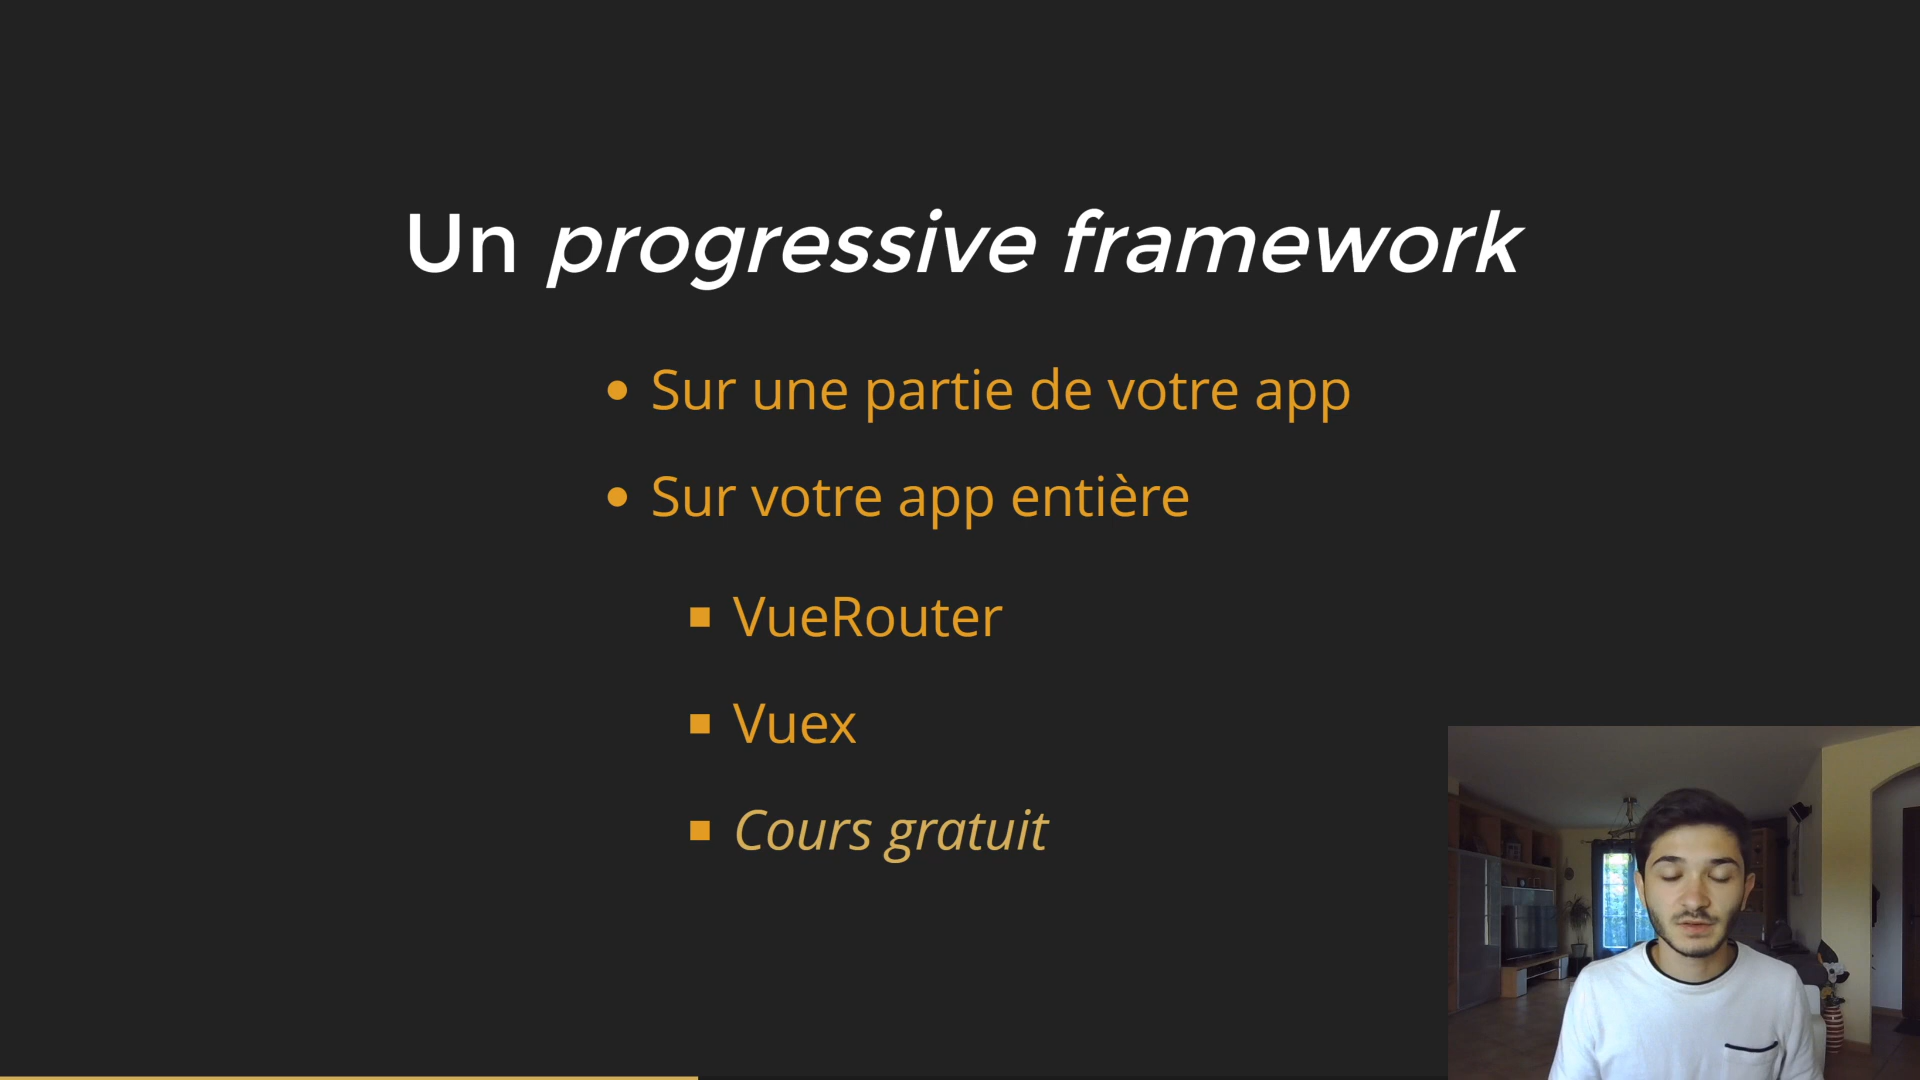 Un progressive framework
Sur une partie de votre app
Sur votre app entière
VueRouter
Vuex
Cours gratuit